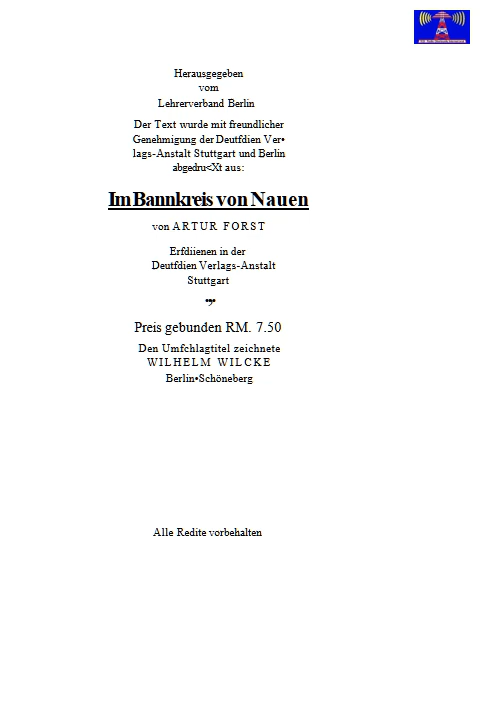 Herausgegeben
vom
Lehrerverband Berlin
Der Text wurde mit freundlicher
Genehmigung der Deutfdien Ver•
lags-Anstalt Stuttgart und Berlin
abgedru<Xt aus:
Im Bannkreis von Nauen
von ARTUR FORST
Erfdiienen in der
Deutfdien Verlags-Anstalt
Stuttgart
Preis gebunden RM. 7.50
Den Umfchlagtitel zeichnete
WILHELM WILCKE
Berlin•Schöneberg
Alle Redite vorbehalten